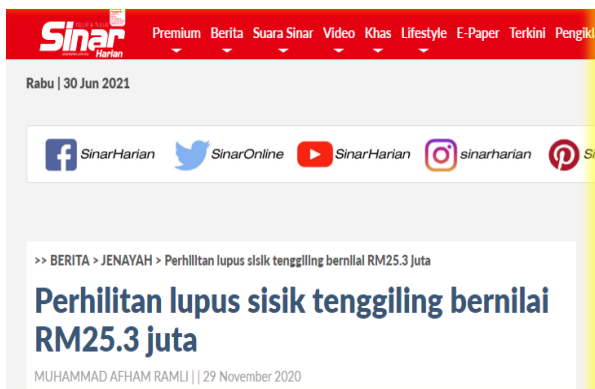 Sinar
Harian
Premium Berita Suara Sinar Video Khas Lifestyle E-Paper Terkini Pengikl
Rabu | 30 Jun 2021
SinarHarian SinarOnline SinarHarian sinarharian Si
>> BERITA > JENAYAH > Perhilitan lupus sisik tenggiling bernilai RM25.3 juta
Perhilitan lupus sisik tenggiling bernilai
RM25.3 juta
MUHAMMAD AFHAM RAMLI | | 29 November 2020